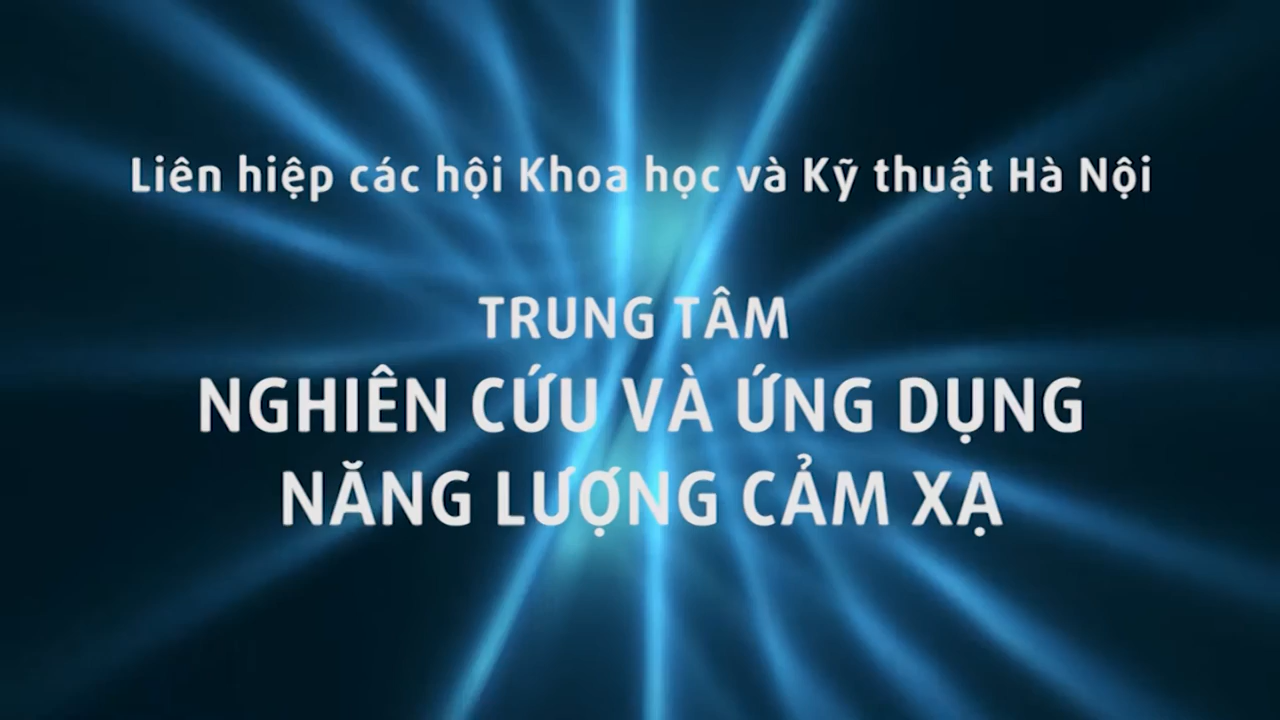 Liên hiệp các hội Khoa học và Kỹ thuật Hà Nội
TRUNG TÂM
NGHIÊN CỨU VÀ ỨNG DỤNG
NĂNG LƯỢNG CẢM XẠ